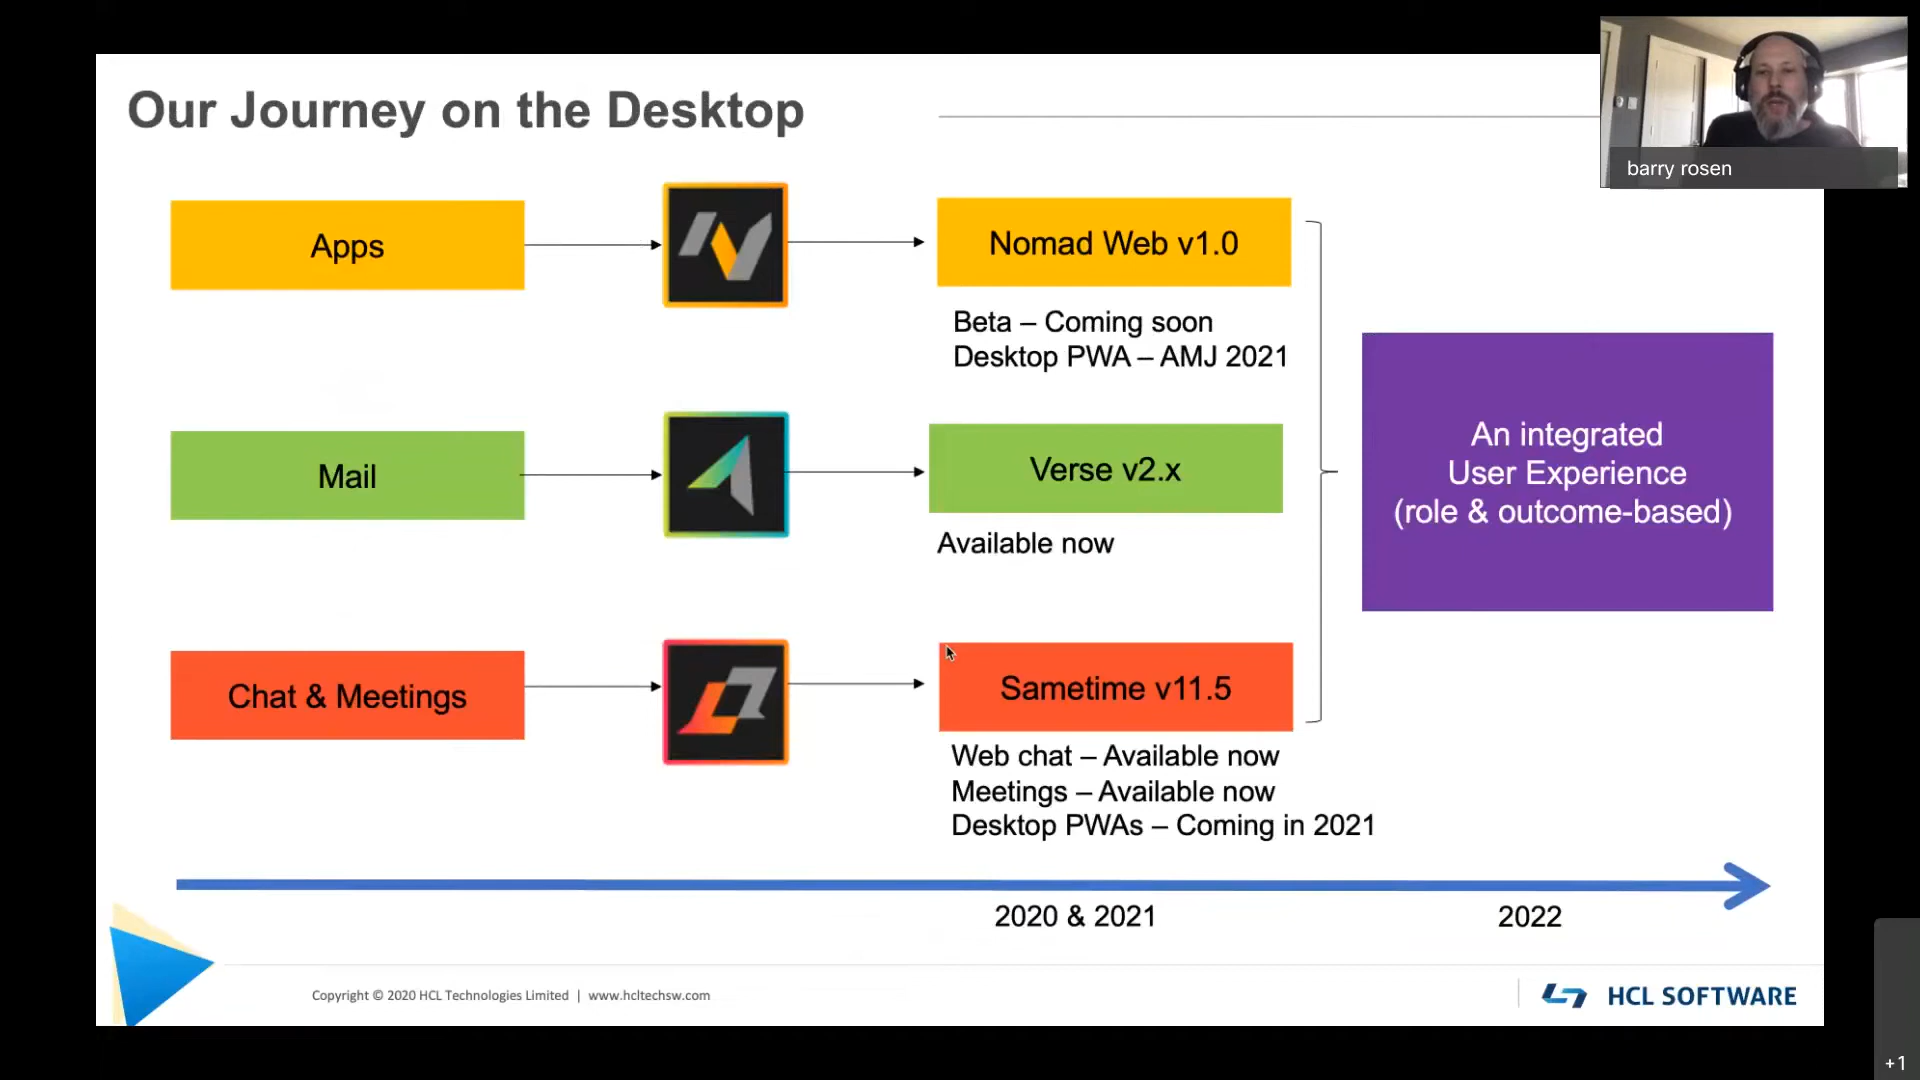 Our Journey on the Desktop
barry rosen
Apps
Nomad Web v1.0
Beta – Coming soon
Desktop PWA – AMJ 2021
Mail
Verse v2.x
Available now
An integrated
User Experience
(role & outcome-based)
Chat & Meetings
Sametime v11.5
Web chat – Available now
Meetings – Available now
Desktop PWAs – Coming in 2021
2020 & 2021
2022
Copyright © 2020 HCL Technologies Limited | www.hcltechsw.com
HCL SOFTWARE
+1